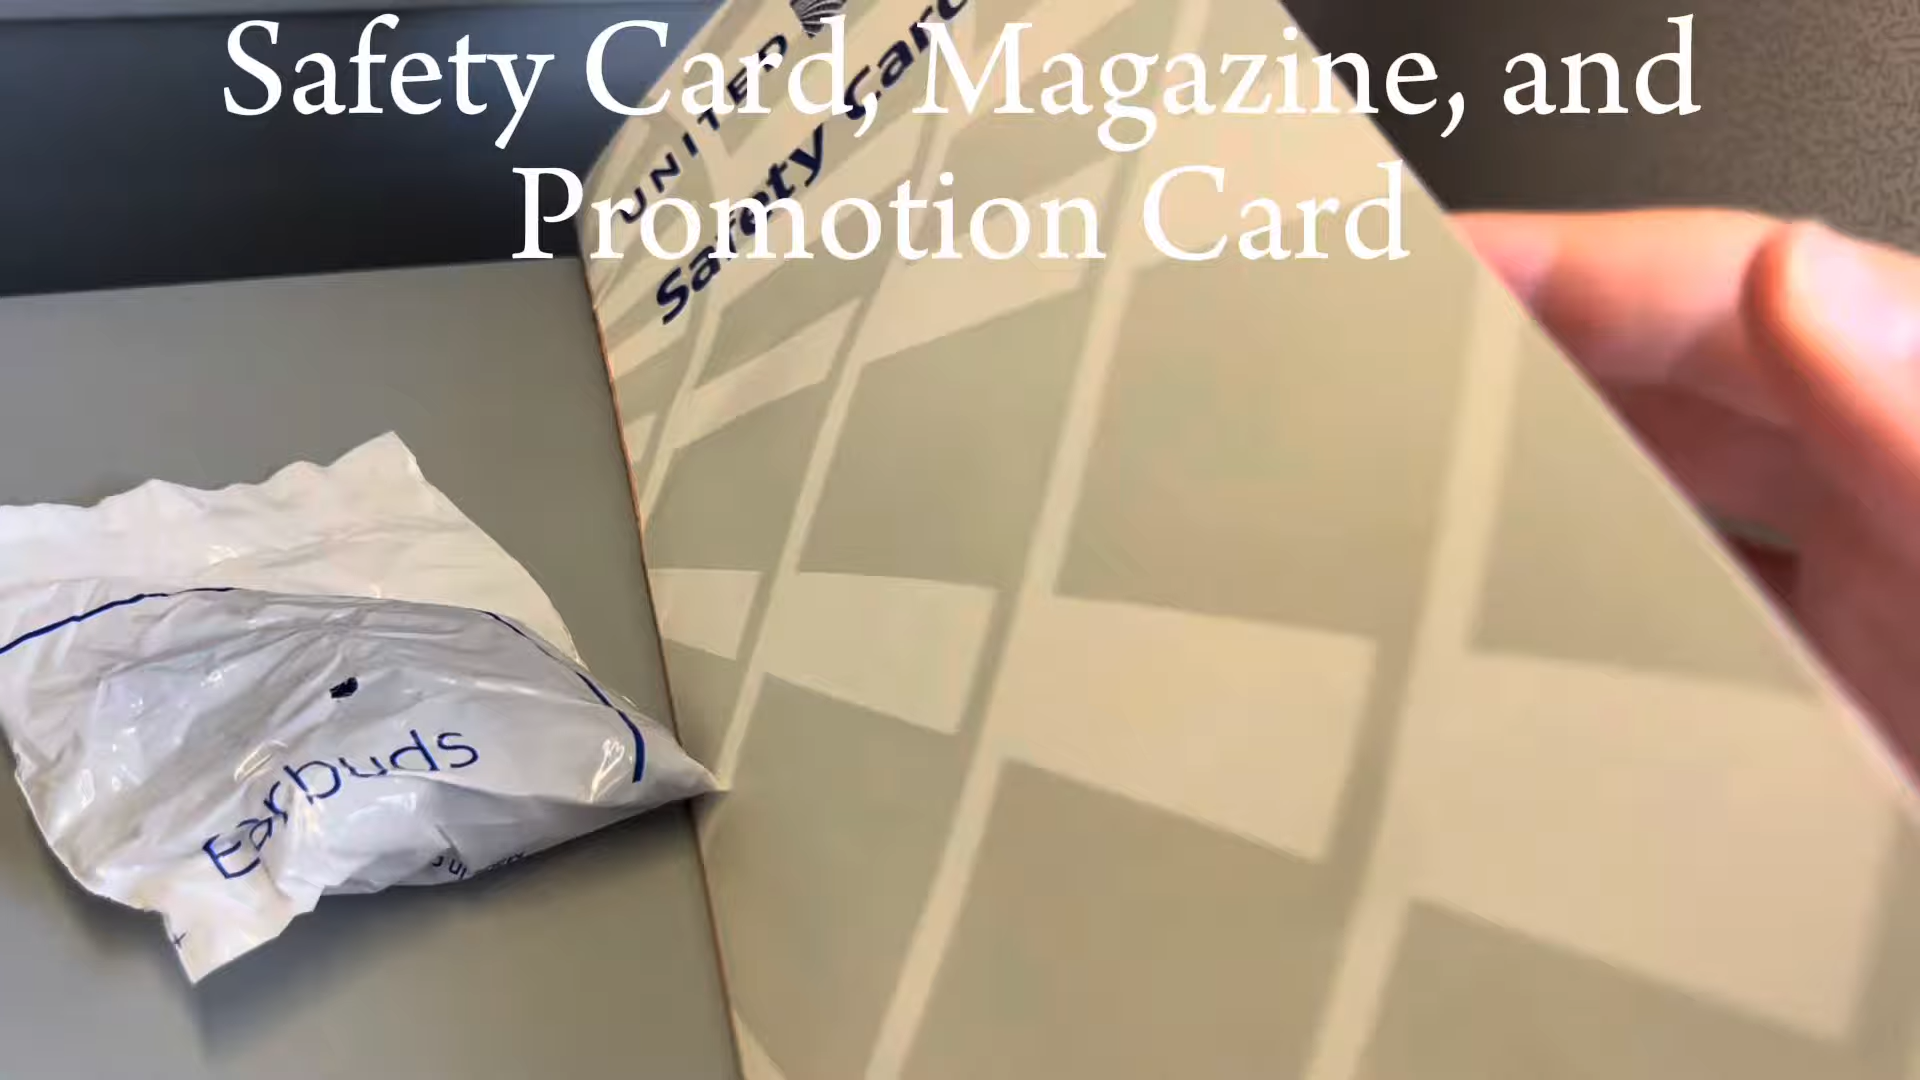 Safety Card, Magazine, and
Promotion Card
UNITED
Safety Card
Earbuds